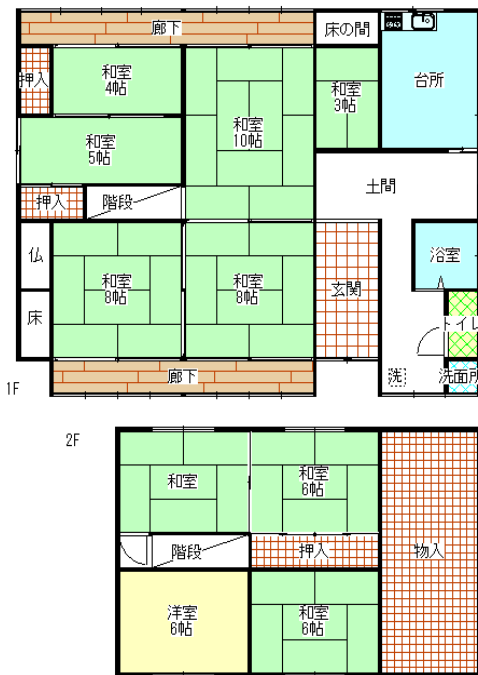 廊下
床の間
台所
押入
和室
4帖
和室
10帖
和室
3帖
和室
5帖
土間
押入
階段
仏
和室
8帖
和室
8帖
玄関
浴室
床
トイレ
廊下
洗
洗面所
1F
2F
和室
和室
6帖
階段
押入
物入
洋室
6帖
和室
6帖